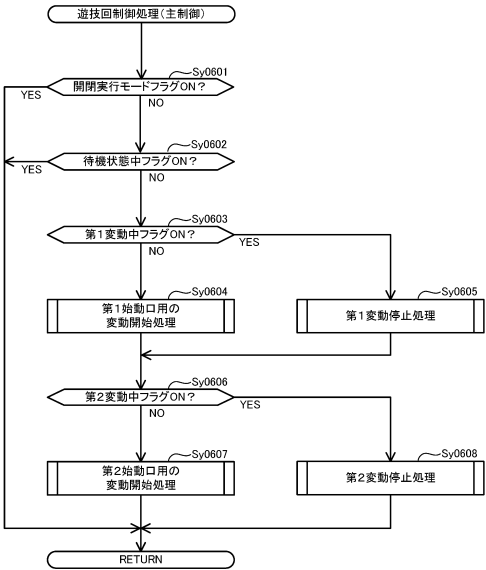 遊技回制御処理（主制御）
Sy0601
開閉実行モードフラグON？
YES
NO
Sy0602
待機状態中フラグON？
YES
NO
Sy0603
第１変動中フラグON？
YES
NO
Sy0604
第１始動口用の
変動開始処理
Sy0605
第１変動停止処理
Sy0606
第２変動中フラグON？
YES
NO
Sy0607
第２始動口用の
変動開始処理
Sy0608
第２変動停止処理
RETURN